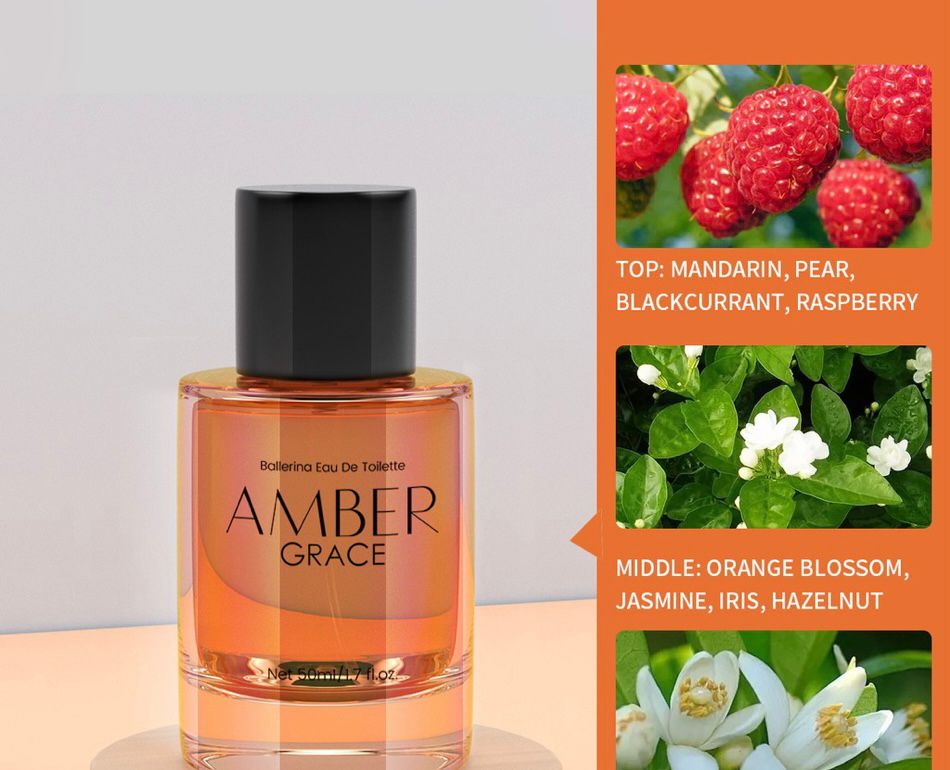 Ballerina Eau De Toilette
AMBER
GRACE
Net 50ml/1.7 fl.oz.
TOP: MANDARIN, PEAR,
BLACKCURRANT, RASPBERRY
MIDDLE: ORANGE BLOSSOM,
JASMINE, IRIS, HAZELNUT